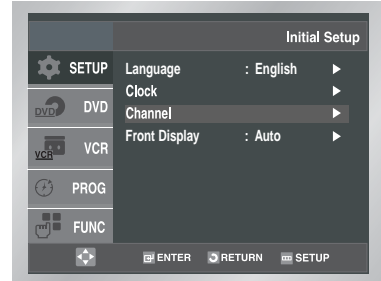 Initial Setup
SETUP
DVD DVD
VCR VCR
PROG
FUNC
Language : English ►
Clock ►
Channel ►
Front Display : Auto ►
ENTER RETURN SETUP